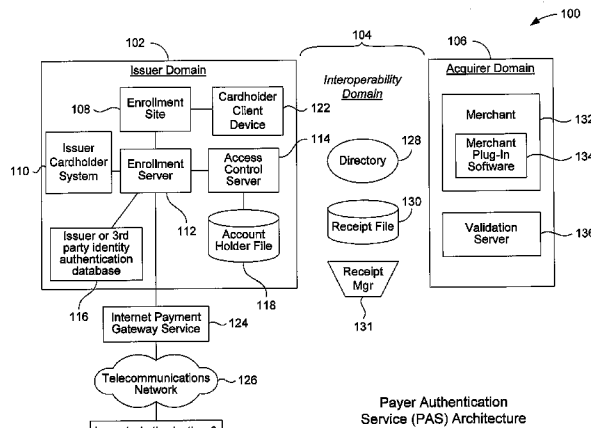 100
102
104
106
Issuer Domain
Interoperability
Domain
Acquirer Domain
108
Enrollment
Site
Cardholder
Client
Device
122
110
Issuer
Cardholder
System
Enrollment
Server
112
Access
Control
Server
114
Issuer or 3rd
party identity
authentication
database
116
Account
Holder File
118
Directory
128
Receipt File
130
Receipt
Mgr
131
Merchant
132
Merchant
Plug-In
Software
134
Validation
Server
136
Internet Payment
Gateway Service
124
Telecommunications
Network
126
Payer Authentication
Service (PAS) Architecture